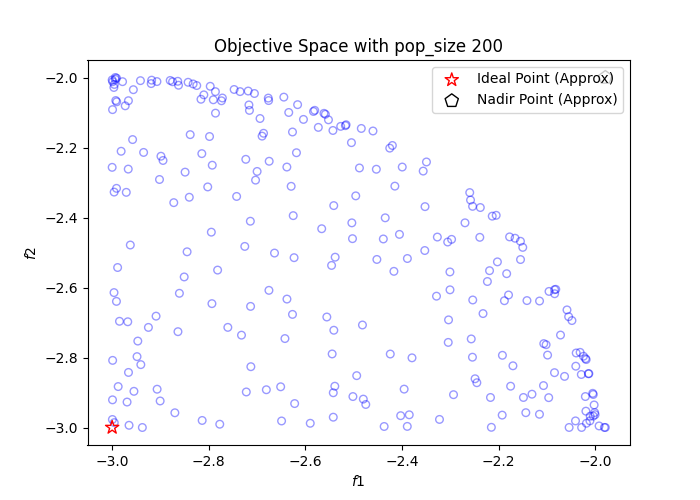 Objective Space with pop_size 200
Ideal Point (Approx)
Nadir Point (Approx)
f2
−2.0
−2.2
−2.4
−2.6
−2.8
−3.0
−3.0 −2.8 −2.6 −2.4 −2.2 −2.0
f1